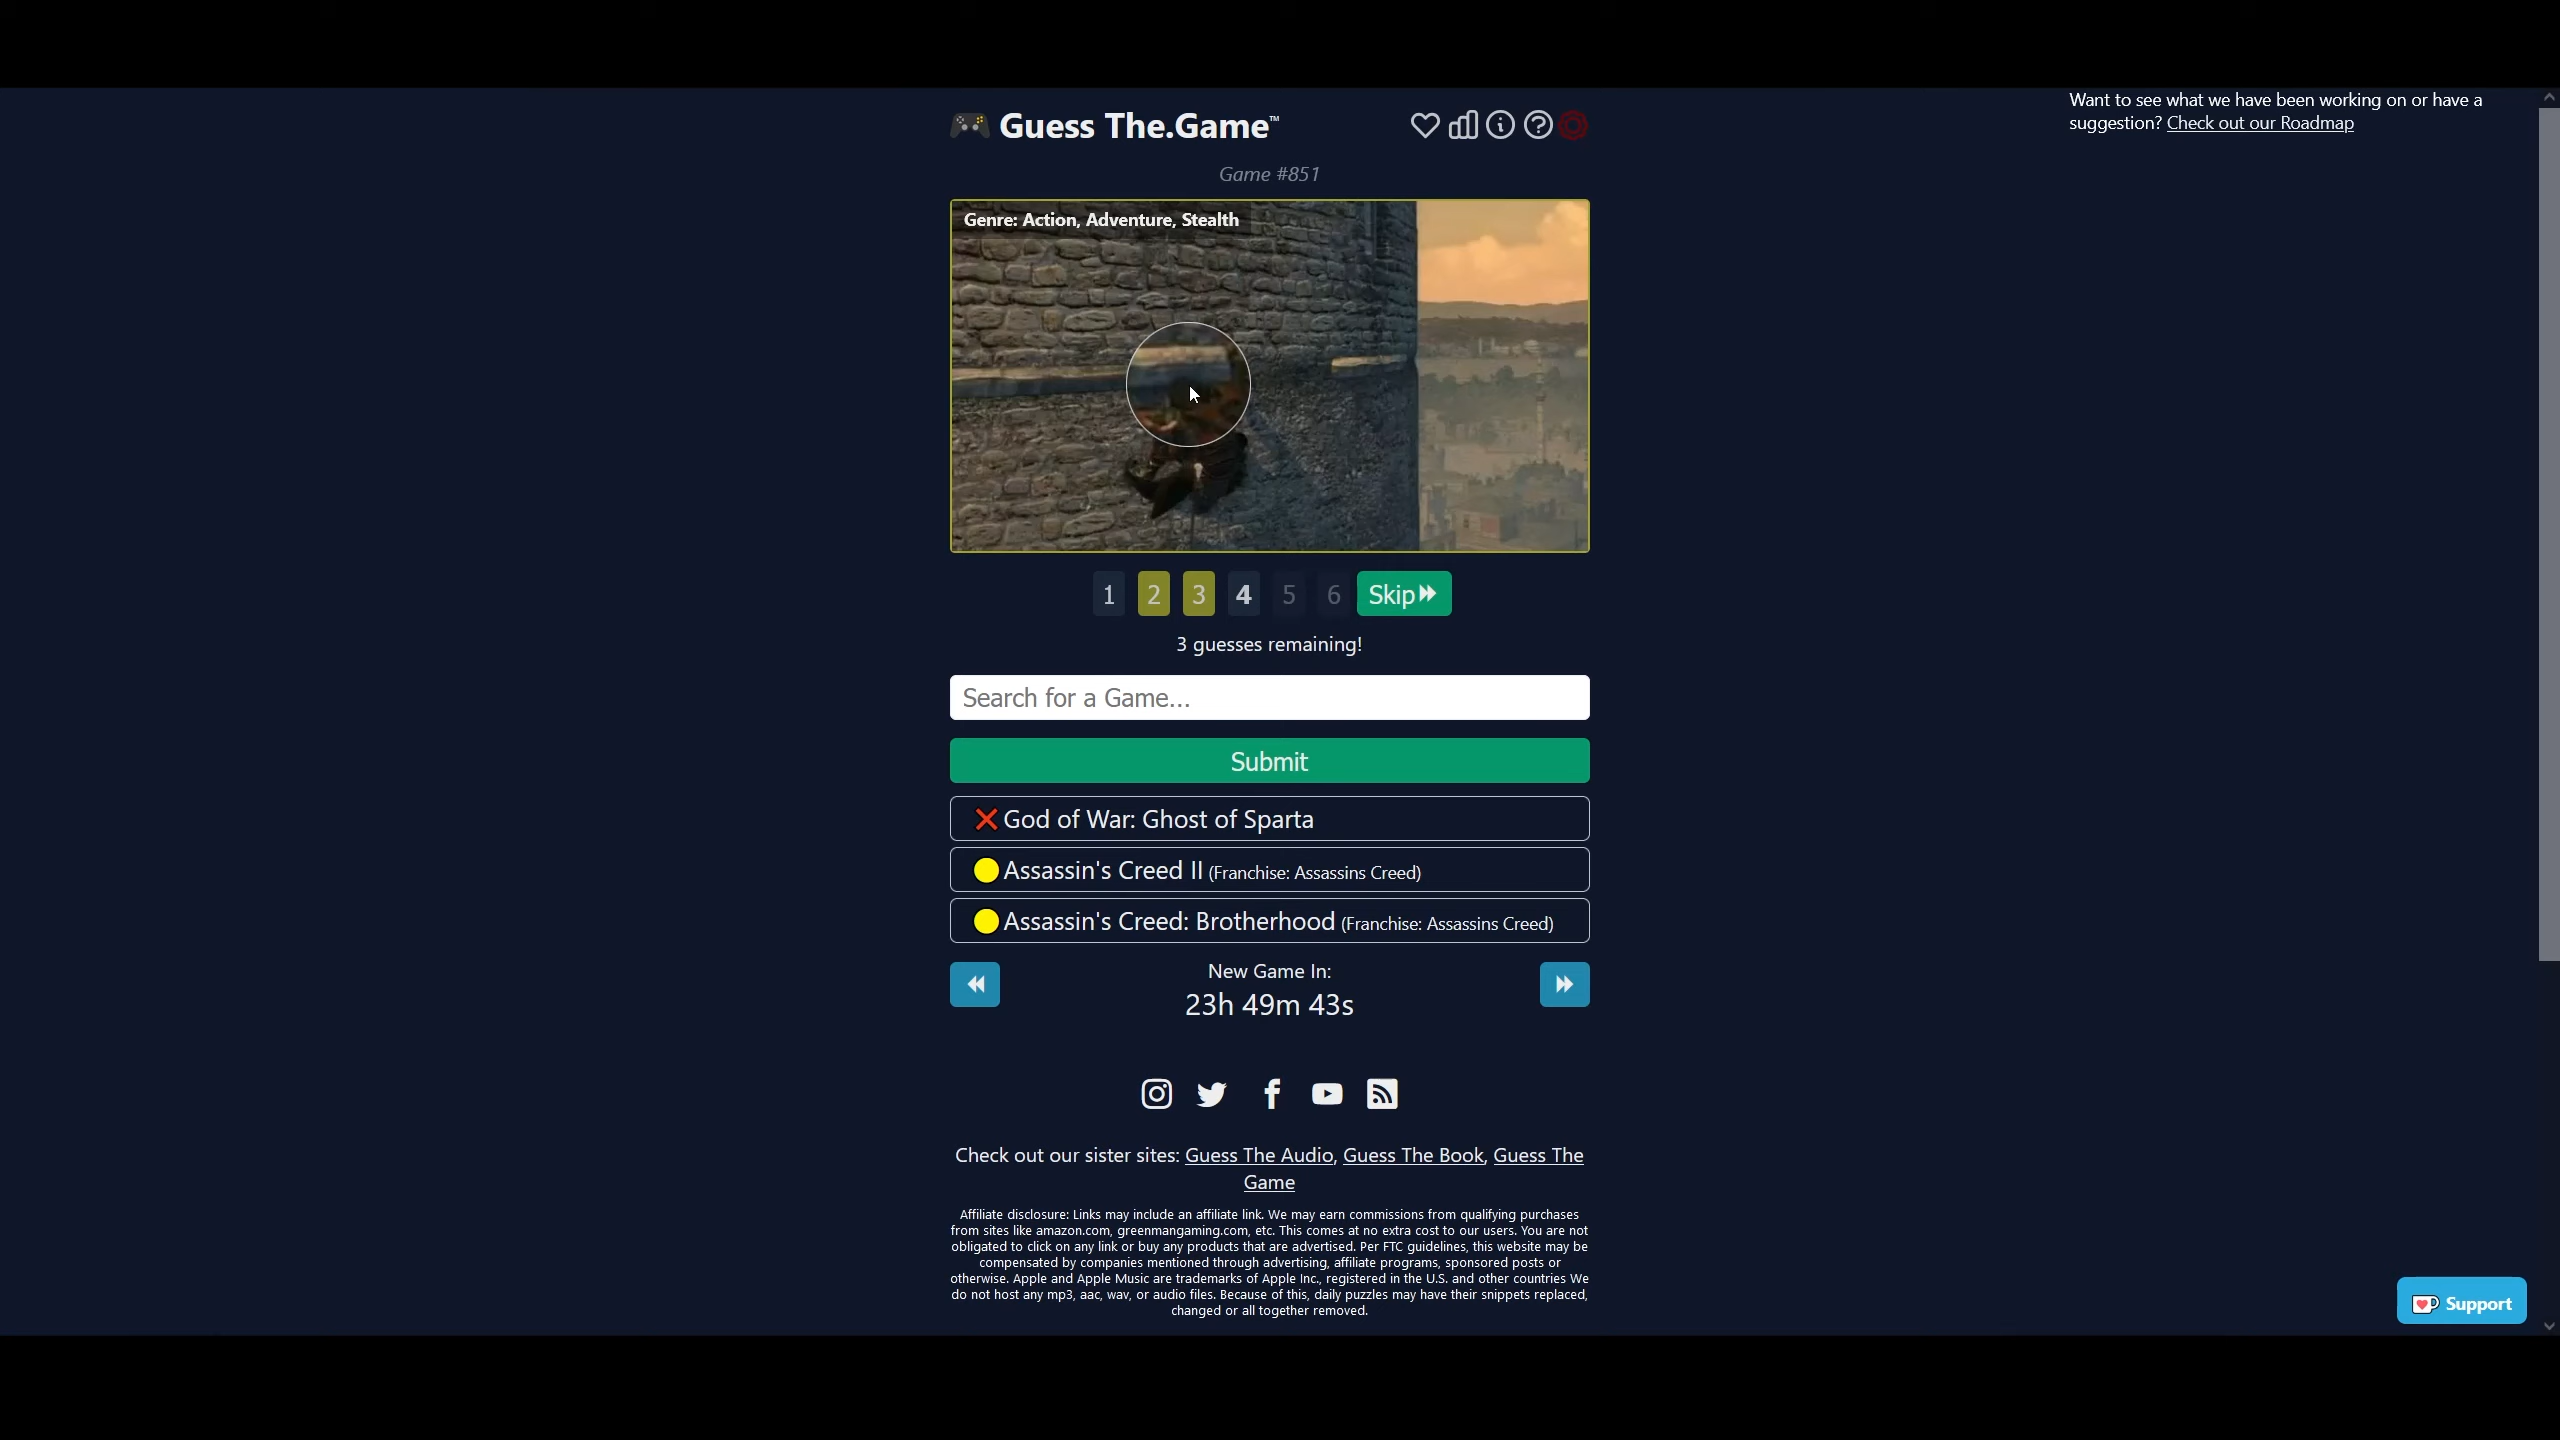 Want to see what we have been working on or have a
suggestion? Check out our Roadmap
Guess The.Game™
Game #851
Genre: Action, Adventure, Stealth
1 2 3 4 5 6 Skip
3 guesses remaining!
Search for a Game...
Submit
God of War: Ghost of Sparta
Assassin's Creed II (Franchise: Assassins Creed)
Assassin's Creed: Brotherhood (Franchise: Assassins Creed)
New Game In:
23h 49m 43s
Check out our sister sites: Guess The Audio, Guess The Book, Guess The
Game
Affiliate disclosure: Links may include an affiliate link. We may earn commissions from qualifying purchases
from sites like amazon.com, greenmangaming.com, etc. This comes at no extra cost to our users. You are not
obligated to click on any link or buy any products that are advertised. Per FTC guidelines, this website may be
compensated by companies mentioned through advertising, affiliate programs, sponsored posts or
otherwise. Apple and Apple Music are trademarks of Apple Inc., registered in the U.S. and other countries We
do not host any mp3, aac, wav, or audio files. Because of this, daily puzzles may have their snippets replaced,
changed or all together removed.
Support